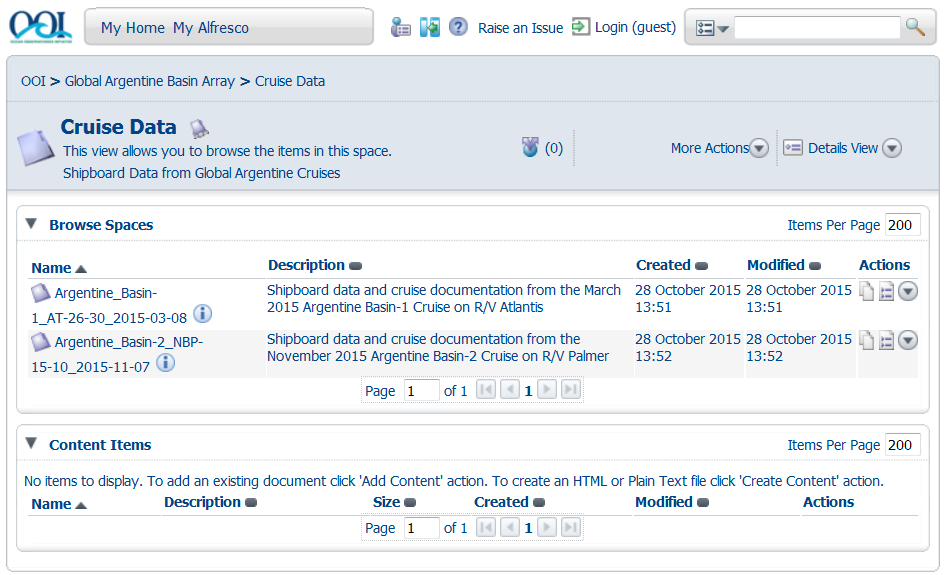 OOI
My Home My Alfresco
Raise an Issue
Login (guest)
OOI > Global Argentine Basin Array > Cruise Data
Cruise Data
This view allows you to browse the items in this space.
Shipboard Data from Global Argentine Cruises
(0)
More Actions
Details View
Browse Spaces
Items Per Page 200
Name Description Created Modified Actions
Argentine_Basin-
1_AT-26-30_2015-03-08
Shipboard data and cruise documentation from the March
2015 Argentine Basin-1 Cruise on R/V Atlantis
28 October 2015
13:51
28 October 2015
13:51
Argentine_Basin-2_NBP-
15-10_2015-11-07
Shipboard data and cruise documentation from the
November 2015 Argentine Basin-2 Cruise on R/V Palmer
28 October 2015
13:52
28 October 2015
13:52
Page 1 of 1 1
Content Items
Items Per Page 200
No items to display. To add an existing document click 'Add Content' action. To create an HTML or Plain Text file click 'Create Content' action.
Name Description Size Created Modified Actions
Page 1 of 1 1